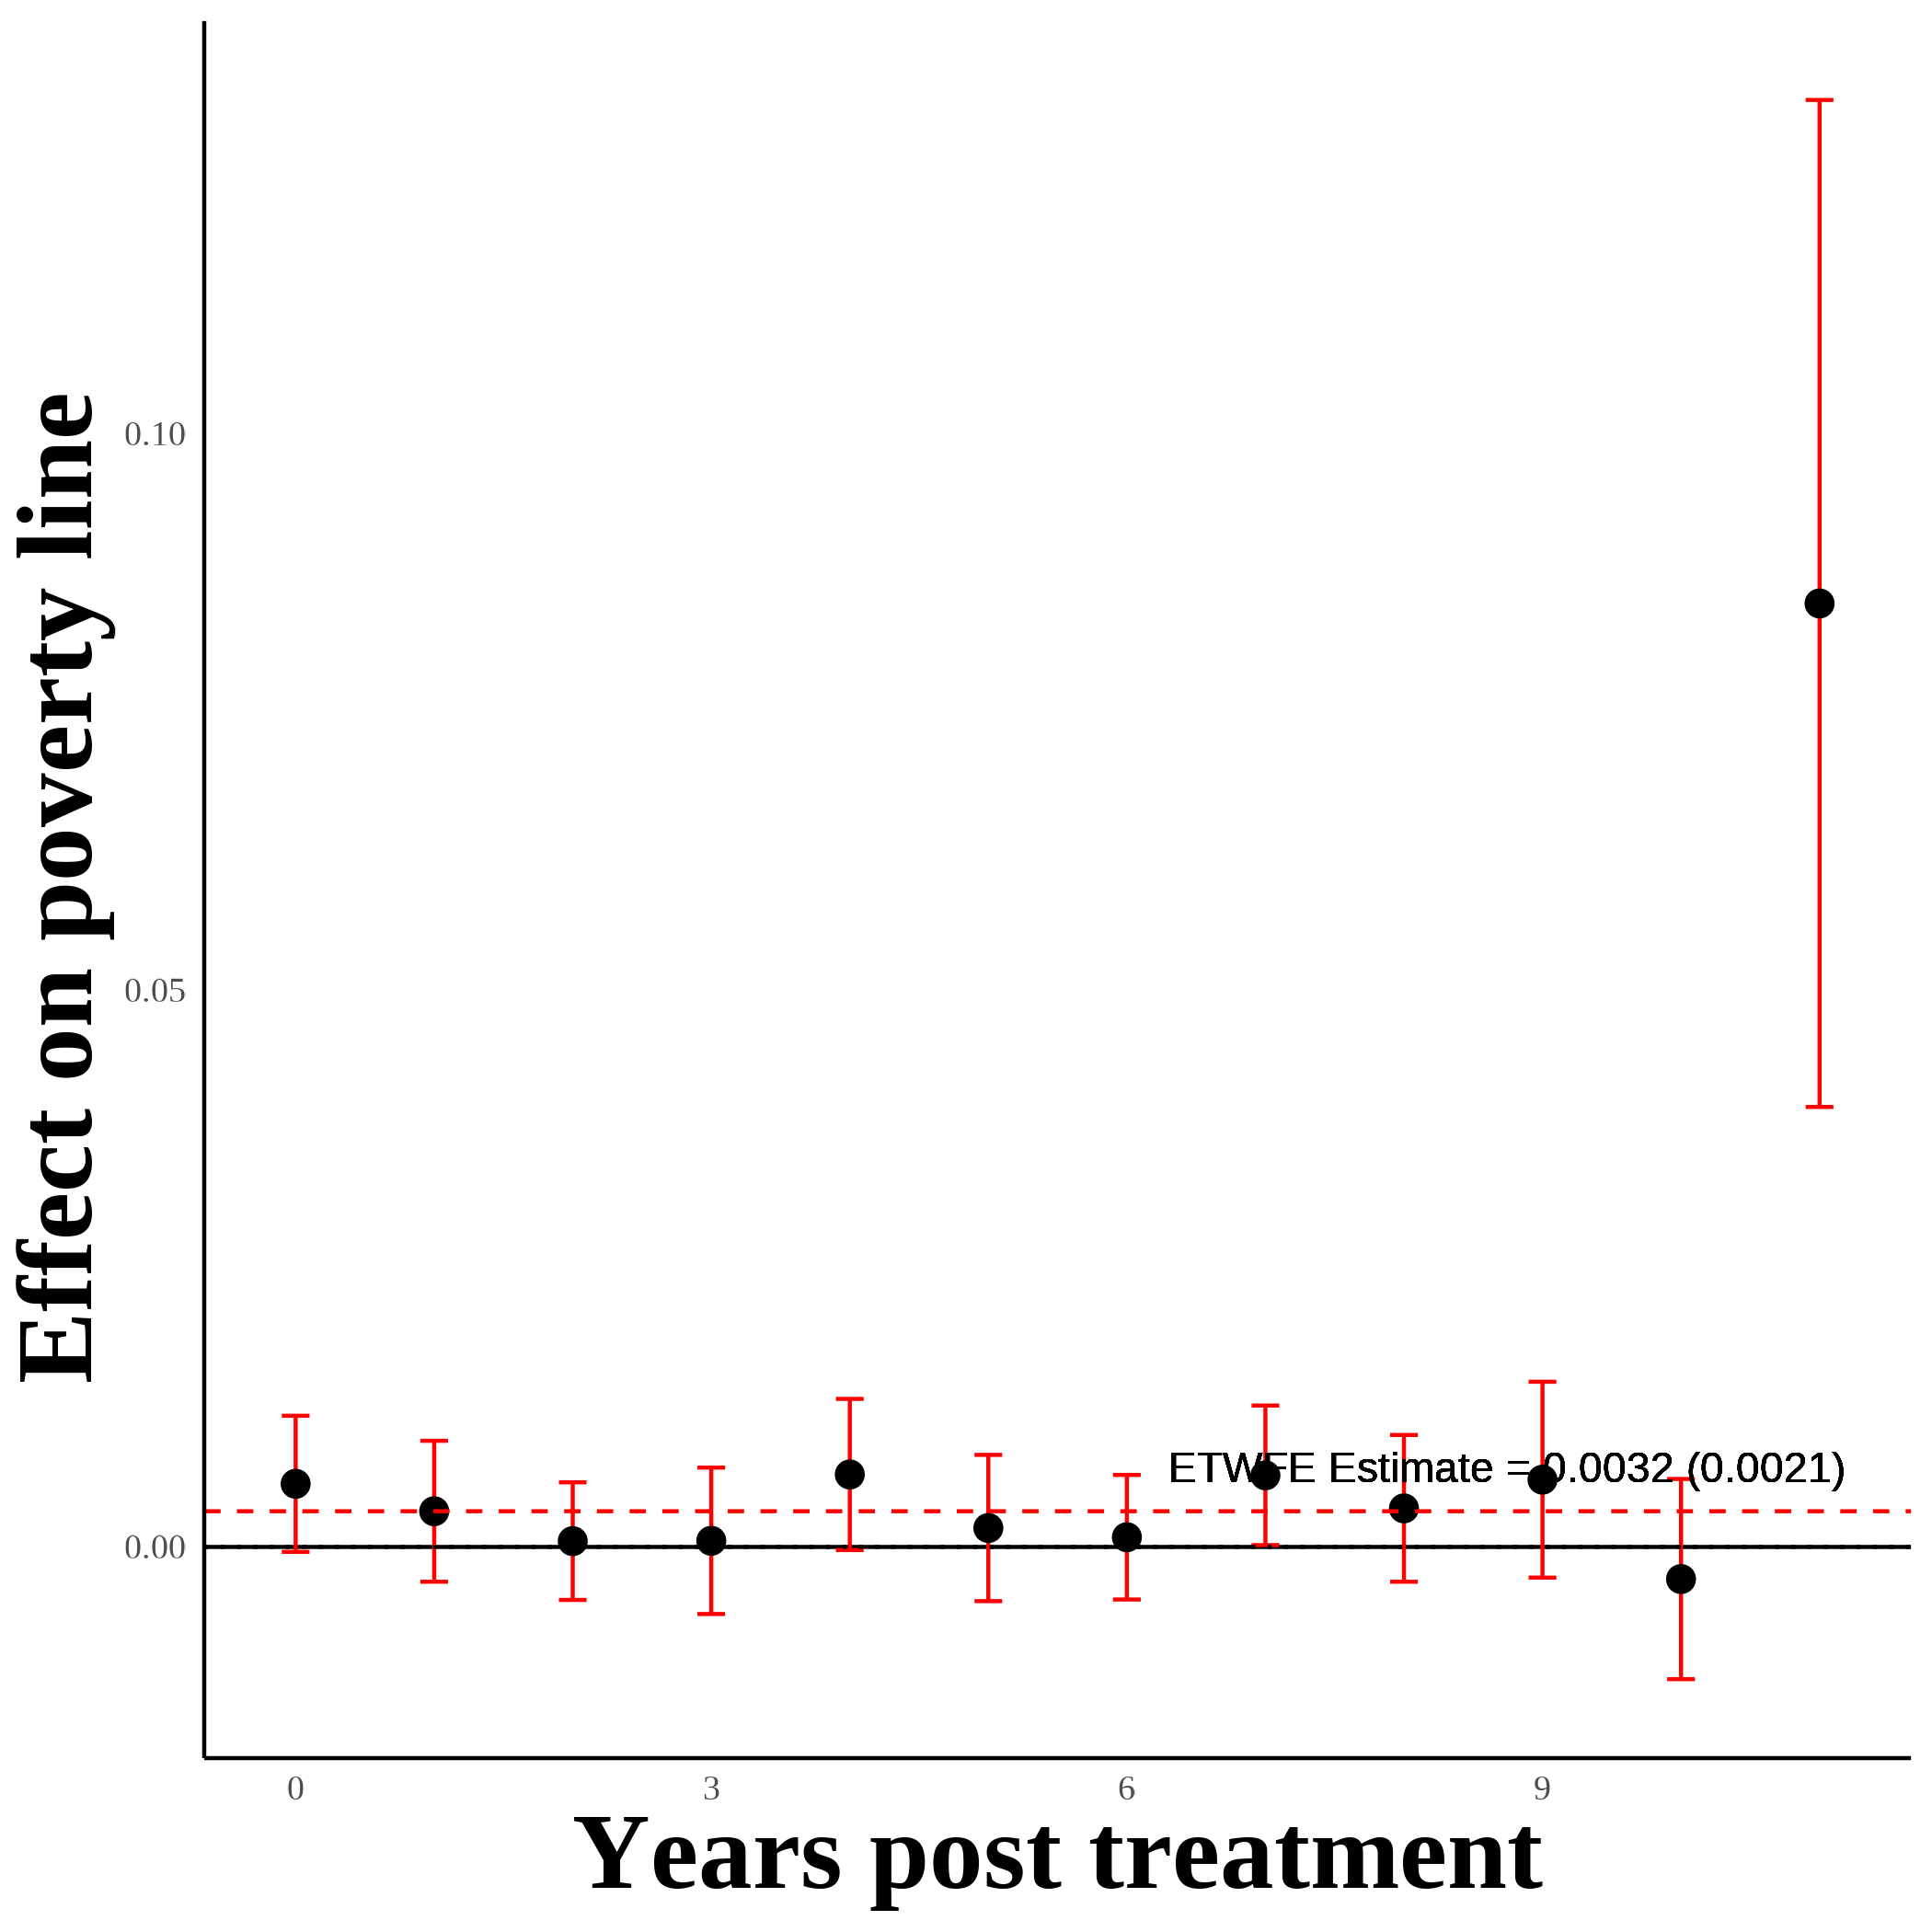 Effect on poverty line
0.10
0.05
0.00
ETWFE Estimate = 0.0032 (0.0021)
0 3 6 9
Years post treatment